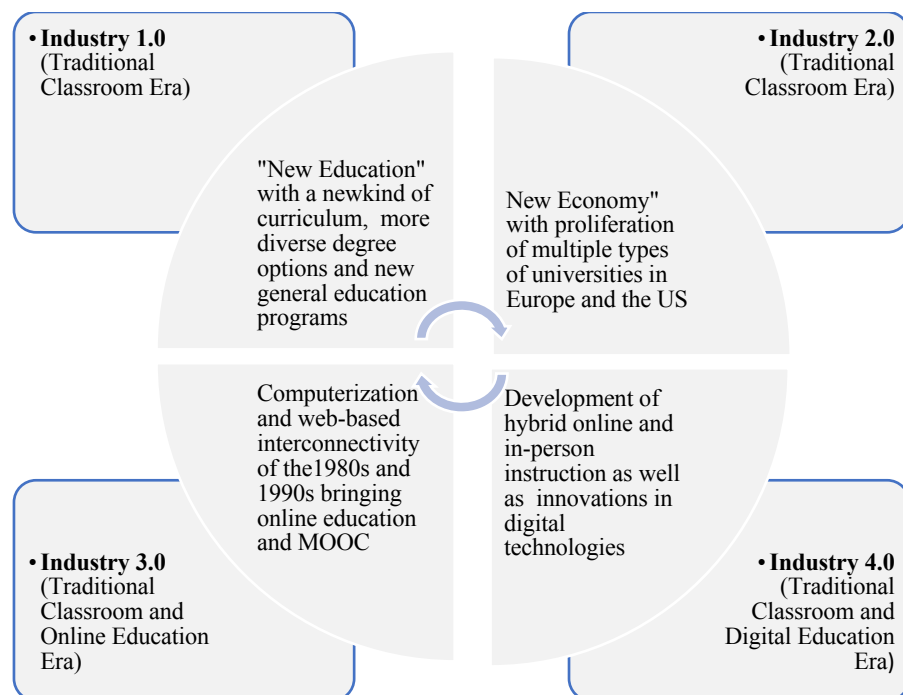 • Industry 1.0
(Traditional
Classroom Era)
• Industry 2.0
(Traditional
Classroom Era)
"New Education"
with a newkind of
curriculum, more
diverse degree
options and new
general education
programs
New Economy"
with proliferation
of multiple types
of universities in
Europe and the US
Computerization
and web-based
interconnectivity
of the1980s and
1990s bringing
online education
and MOOC
Development of
hybrid online and
in-person
instruction as well
as innovations in
digital
technologies
• Industry 3.0
(Traditional
Classroom and
Online Education
Era)
• Industry 4.0
(Traditional
Classroom and
Digital Education
Era)